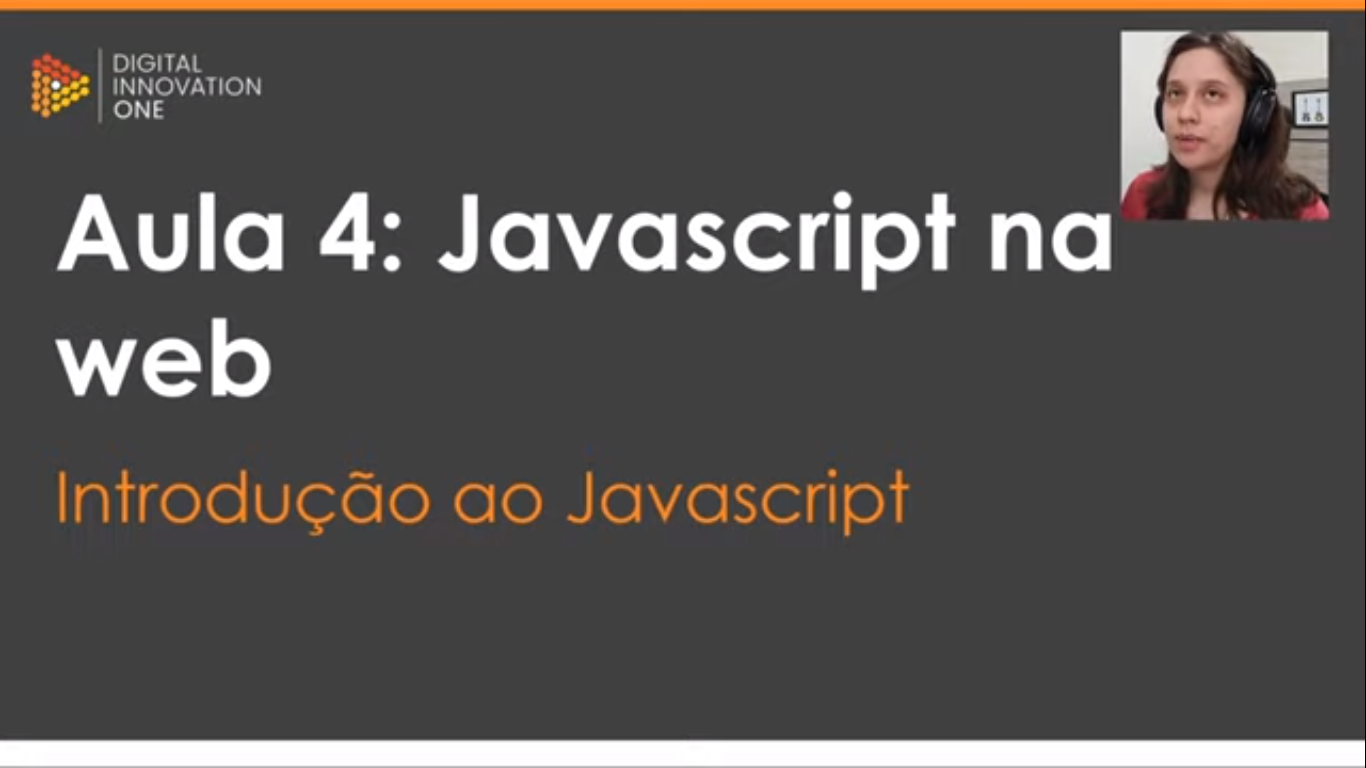 DIGITAL
INNOVATION
ONE
Aula 4: Javascript na
web
Introdução ao Javascript